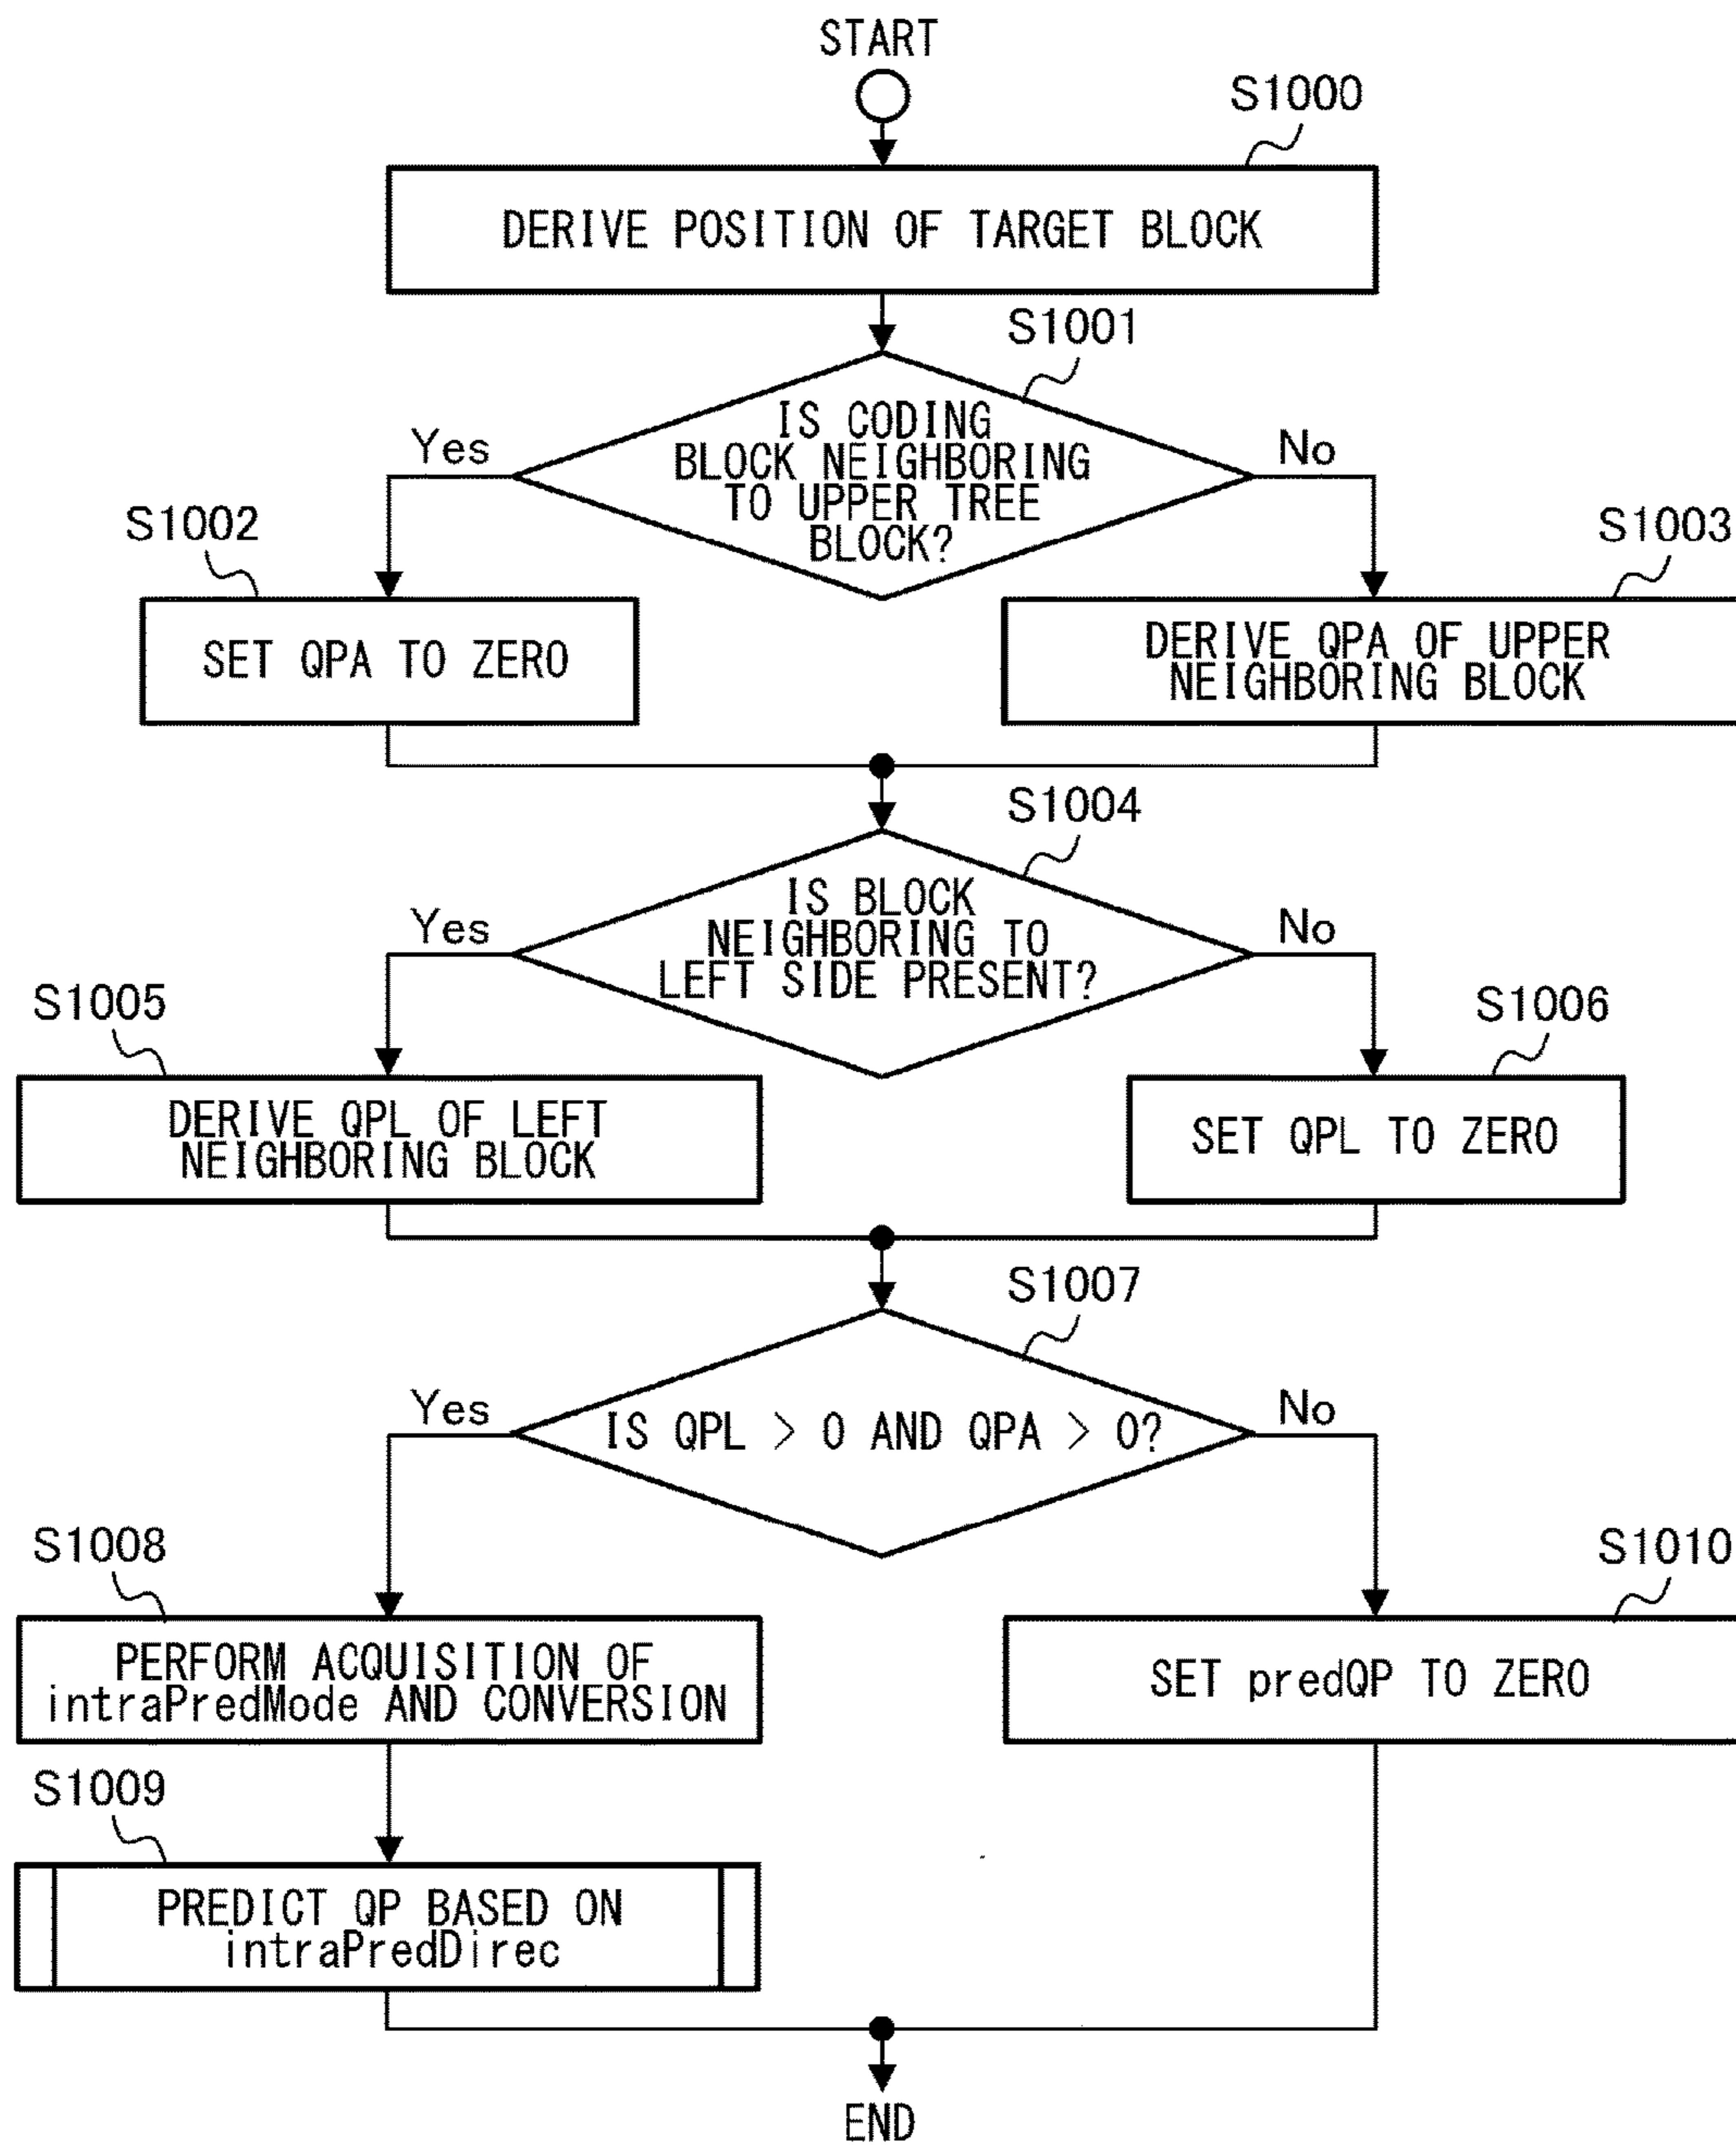 START
S1000
DERIVE POSITION OF TARGET BLOCK
S1001
IS CODING
BLOCK NEIGHBORING
TO UPPER TREE
BLOCK?
Yes
No
S1002
SET QPA TO ZERO
S1003
DERIVE QPA OF UPPER
NEIGHBORING BLOCK
S1004
IS BLOCK
NEIGHBORING TO
LEFT SIDE PRESENT?
Yes
No
S1005
DERIVE QPL OF LEFT
NEIGHBORING BLOCK
S1006
SET QPL TO ZERO
S1007
IS QPL > 0 AND QPA > 0?
Yes
No
S1008
PERFORM ACQUISITION OF
intraPredMode AND CONVERSION
S1010
SET predQP TO ZERO
S1009
PREDICT QP BASED ON
intraPredDirec
END